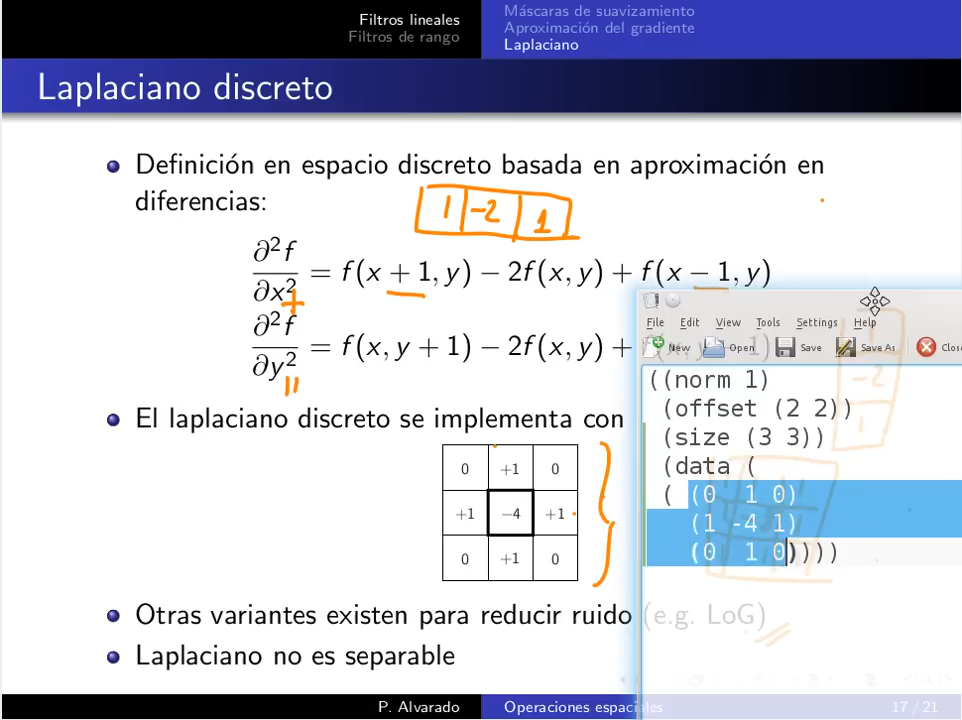 Filtros lineales
Filtros de rango
Máscaras de suavizamiento
Aproximación del gradiente
Laplaciano
Laplaciano discreto
Definición en espacio discreto basada en aproximación en
diferencias:
1 -2 1
∂²f/∂x² = f(x + 1, y) − 2f(x, y) + f(x − 1, y)
+
∂²f/∂y² = f(x, y + 1) − 2f(x, y) + f(x, y − 1)
=
El laplaciano discreto se implementa con
0 +1 0
+1 −4 +1
0 +1 0
Otras variantes existen para reducir ruido (e.g. LoG)
Laplaciano no es separable
File Edit View Tools Settings Help
New Open Save Save As Close
((norm 1)
(offset (2 2))
(size (3 3))
(data (
( (0 1 0)
(1 -4 1)
(0 1 0)))))
1
-2
1
P. Alvarado
Operaciones espaciales
17 / 21